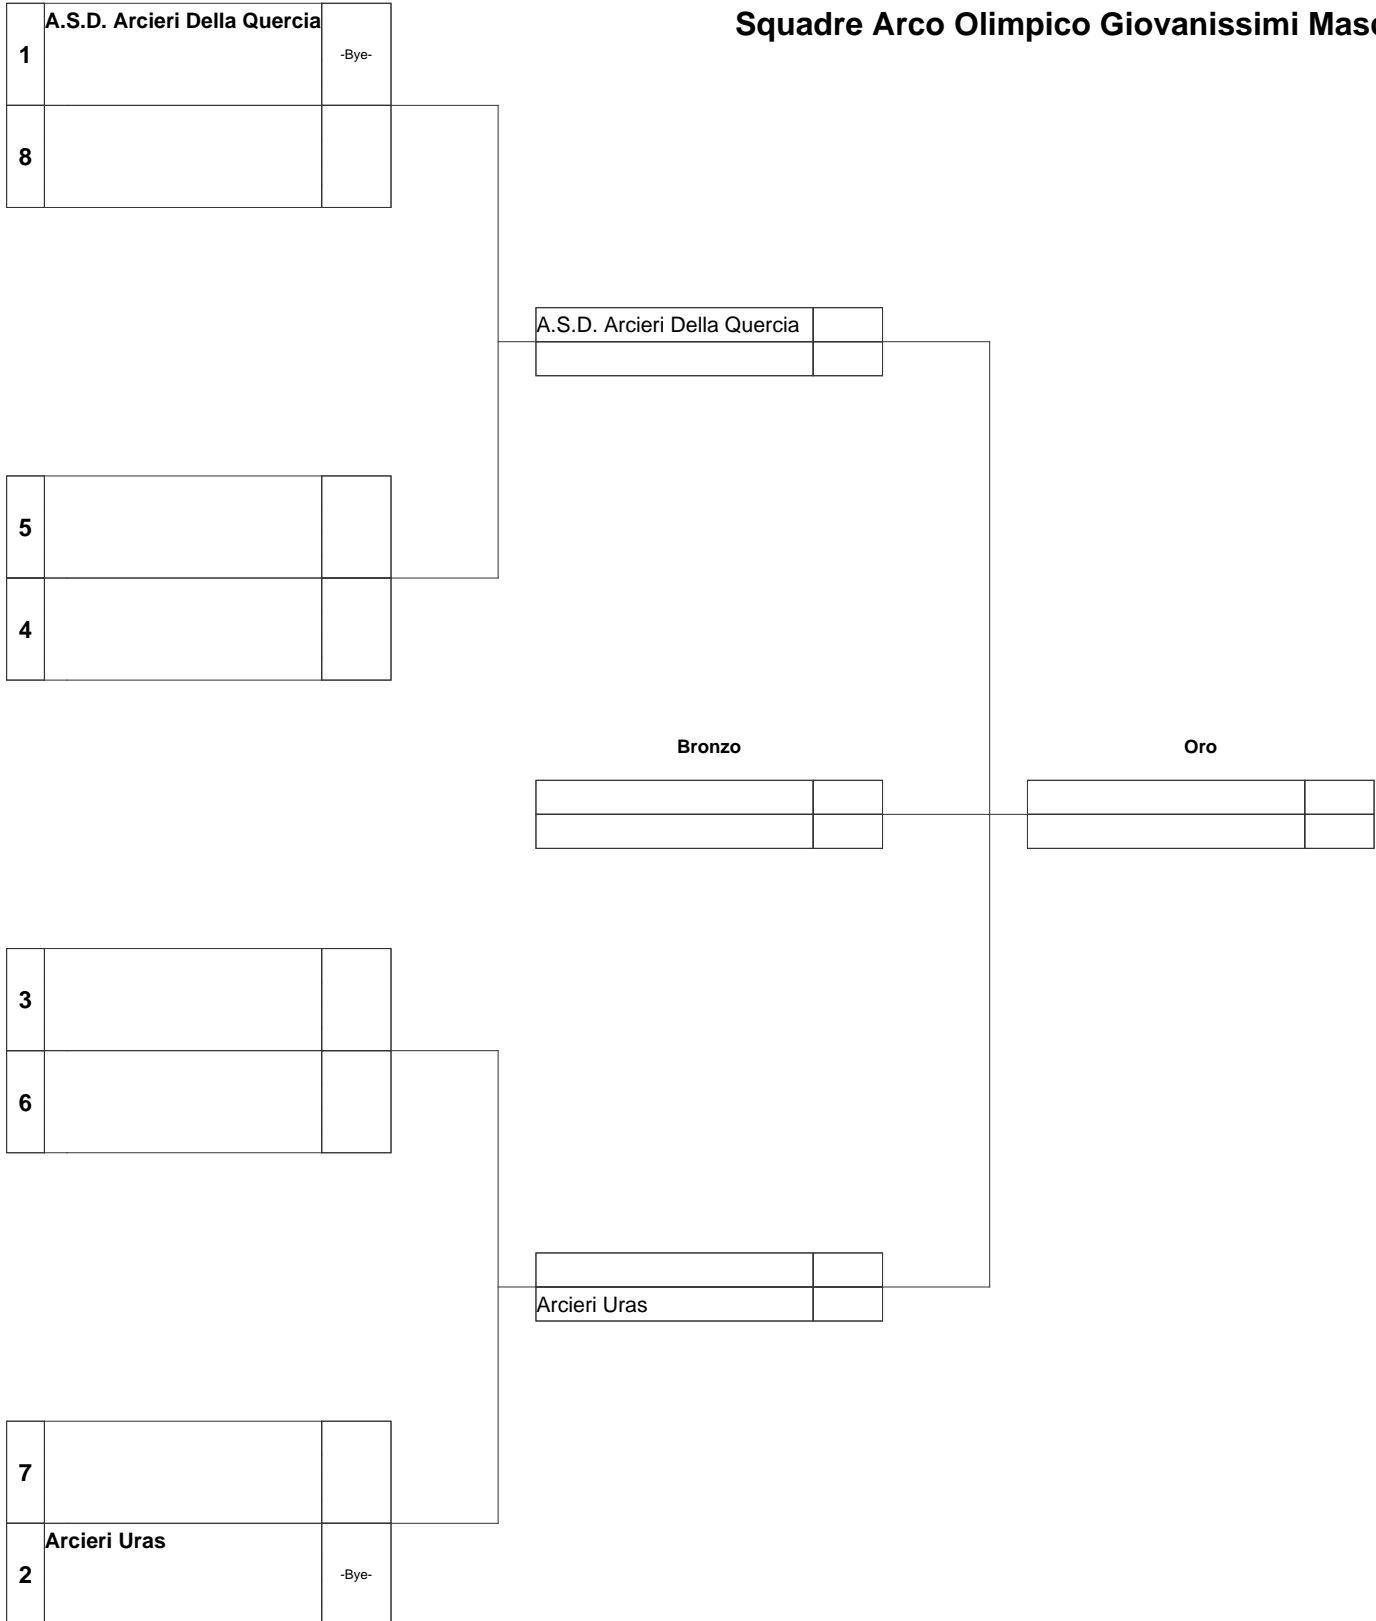 Squadre Arco Olimpico Giovanissimi
A.S.D. Arcieri Della Quercia
1
-Bye-
8
A.S.D. Arcieri Della Quercia
5
4
Bronzo
Oro
3
6
Arcieri Uras
7
Arcieri Uras
2
-Bye-